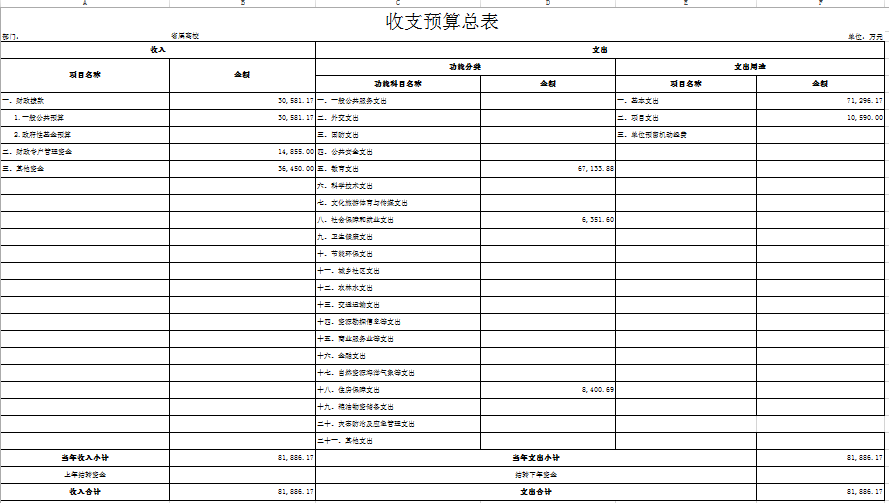 A B C D E F
收支预算总表
部门： 省属高校 单位：万元
收入 支出
项目名称 金额 功能分类 支出用途
功能科目名称 金额 项目名称 金额
一、财政拨款 30,581.17 一、一般公共服务支出 一、基本支出 71,296.17
1.一般公共预算 30,581.17 二、外交支出 二、项目支出 10,590.00
2.政府性基金预算 三、国防支出 三、单位预留机动经费
二、财政专户管理资金 14,855.00 四、公共安全支出
三、其他资金 36,450.00 五、教育支出 67,133.88
六、科学技术支出
七、文化旅游体育与传媒支出
八、社会保障和就业支出 6,351.60
九、卫生健康支出
十、节能环保支出
十一、城乡社区支出
十二、农林水支出
十三、交通运输支出
十四、资源勘探信息等支出
十五、商业服务业等支出
十六、金融支出
十七、自然资源海洋气象等支出
十八、住房保障支出 8,400.69
十九、粮油物资储备支出
二十、灾害防治及应急管理支出
二十一、其他支出
当年收入小计 81,886.17 当年支出小计 81,886.17
上年结转资金 结转下年资金
收入合计 81,886.17 支出合计 81,886.17